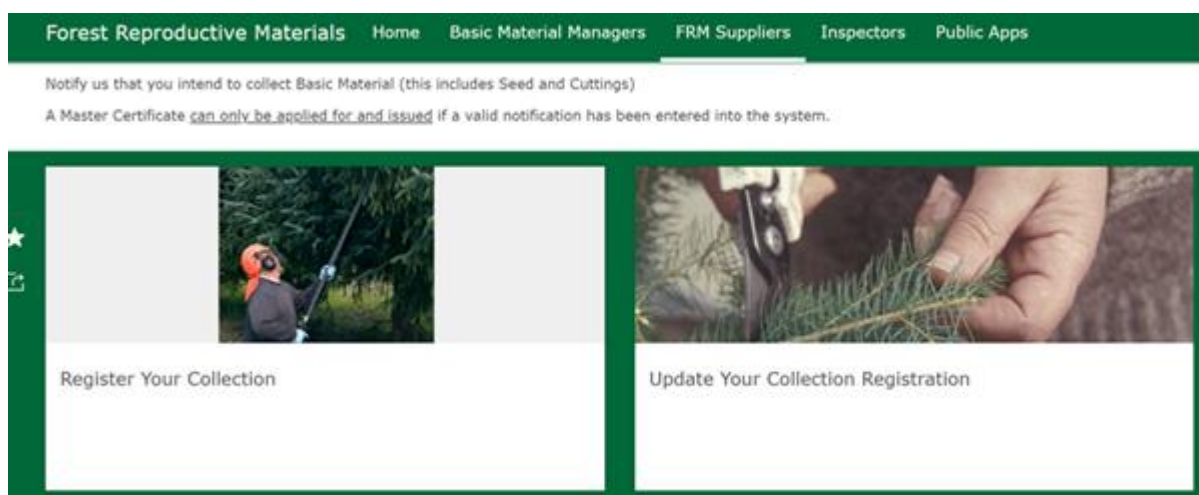 Forest Reproductive Materials Home Basic Material Managers FRM Suppliers Inspectors Public Apps
Notify us that you intend to collect Basic Material (this includes Seed and Cuttings)
A Master Certificate can only be applied for and issued if a valid notification has been entered into the system.
Register Your Collection
Update Your Collection Registration